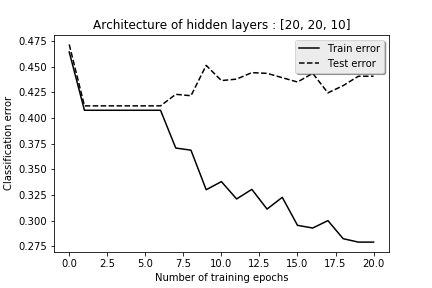 Architecture of hidden layers : [20, 20, 10]
Train error
Test error
Classification error
0.475
0.450
0.425
0.400
0.375
0.350
0.325
0.300
0.275
0.0 2.5 5.0 7.5 10.0 12.5 15.0 17.5 20.0
Number of training epochs